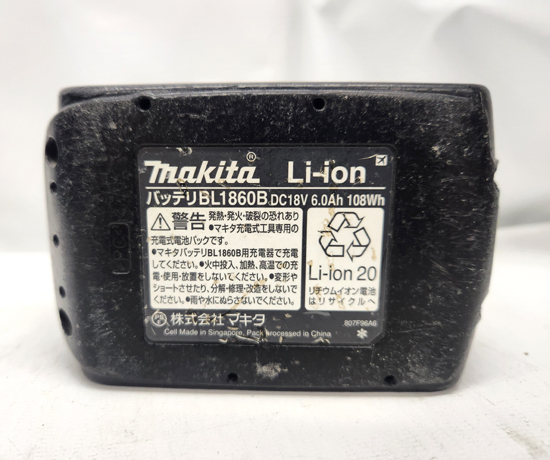 makita® Li-ion
バッテリBL1860B DC18V 6.0Ah 108Wh
警告 発熱・発火・破裂の恐れあり
●マキタ充電式工具専用の
充電式電池パックです。
●マキタバッテリBL1860B用充電器で充電
してください。●火中投入、加熱、高温での充
電・使用・放置をしないでください。●変形や
ショートさせたり、分解・修理・改造をしないで
ください。●雨や水にぬらさないでください。
Li-ion 20
リチウムイオン電池
はリサイクルへ
株式会社マキタ
807F96A6
Cell Made in Singapore, Pack processed in China